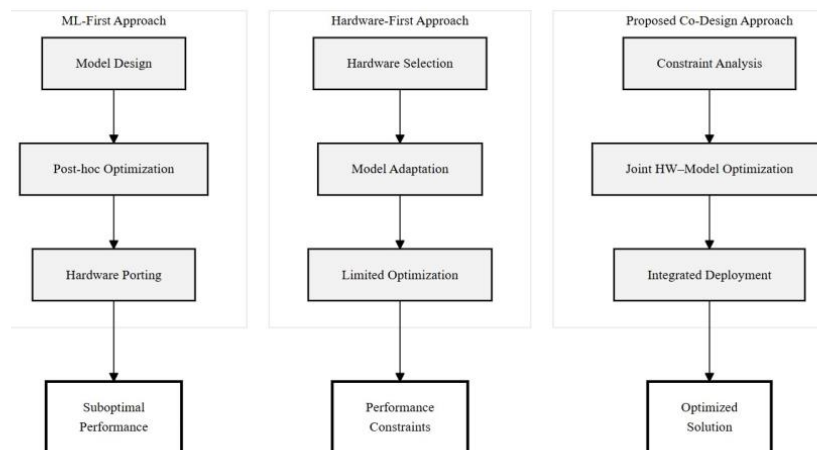 ML-First Approach
Model Design
Post-hoc Optimization
Hardware Porting
Suboptimal
Performance
Hardware-First Approach
Hardware Selection
Model Adaptation
Limited Optimization
Performance
Constraints
Proposed Co-Design Approach
Constraint Analysis
Joint HW–Model Optimization
Integrated Deployment
Optimized
Solution